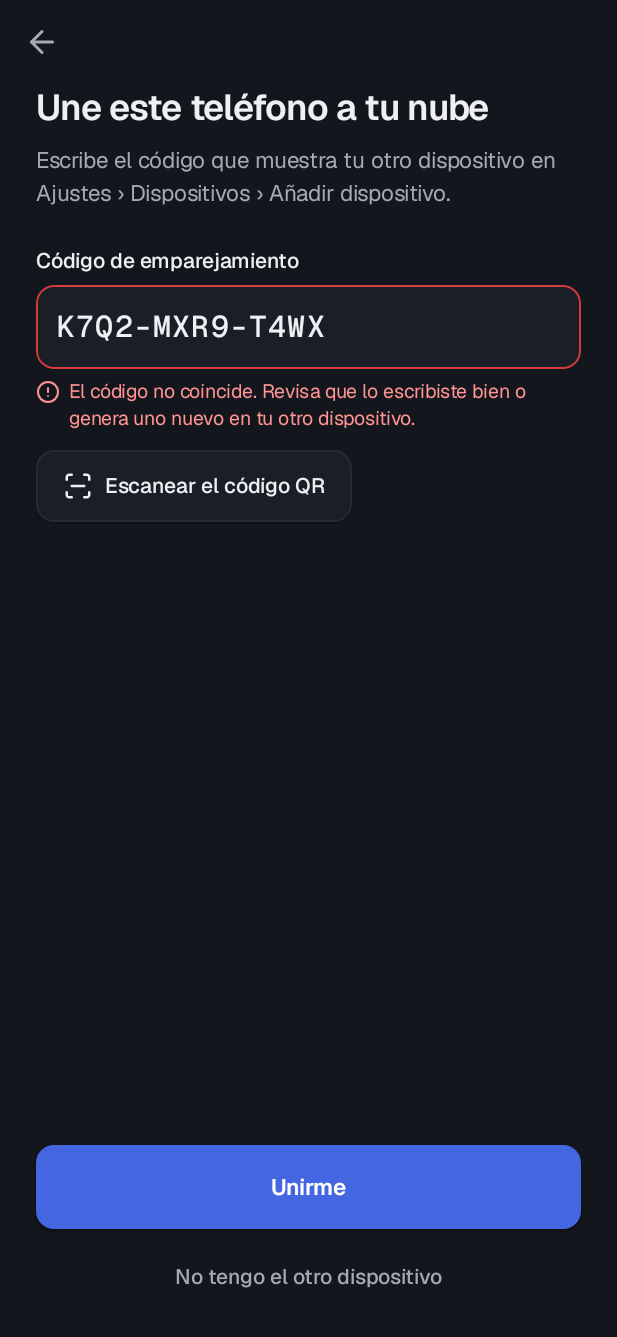 Une este teléfono a tu nube
Escribe el código que muestra tu otro dispositivo en
Ajustes › Dispositivos › Añadir dispositivo.
Código de emparejamiento
K7Q2-MXR9-T4WX
El código no coincide. Revisa que lo escribiste bien o
genera uno nuevo en tu otro dispositivo.
Escanear el código QR
Unirme
No tengo el otro dispositivo